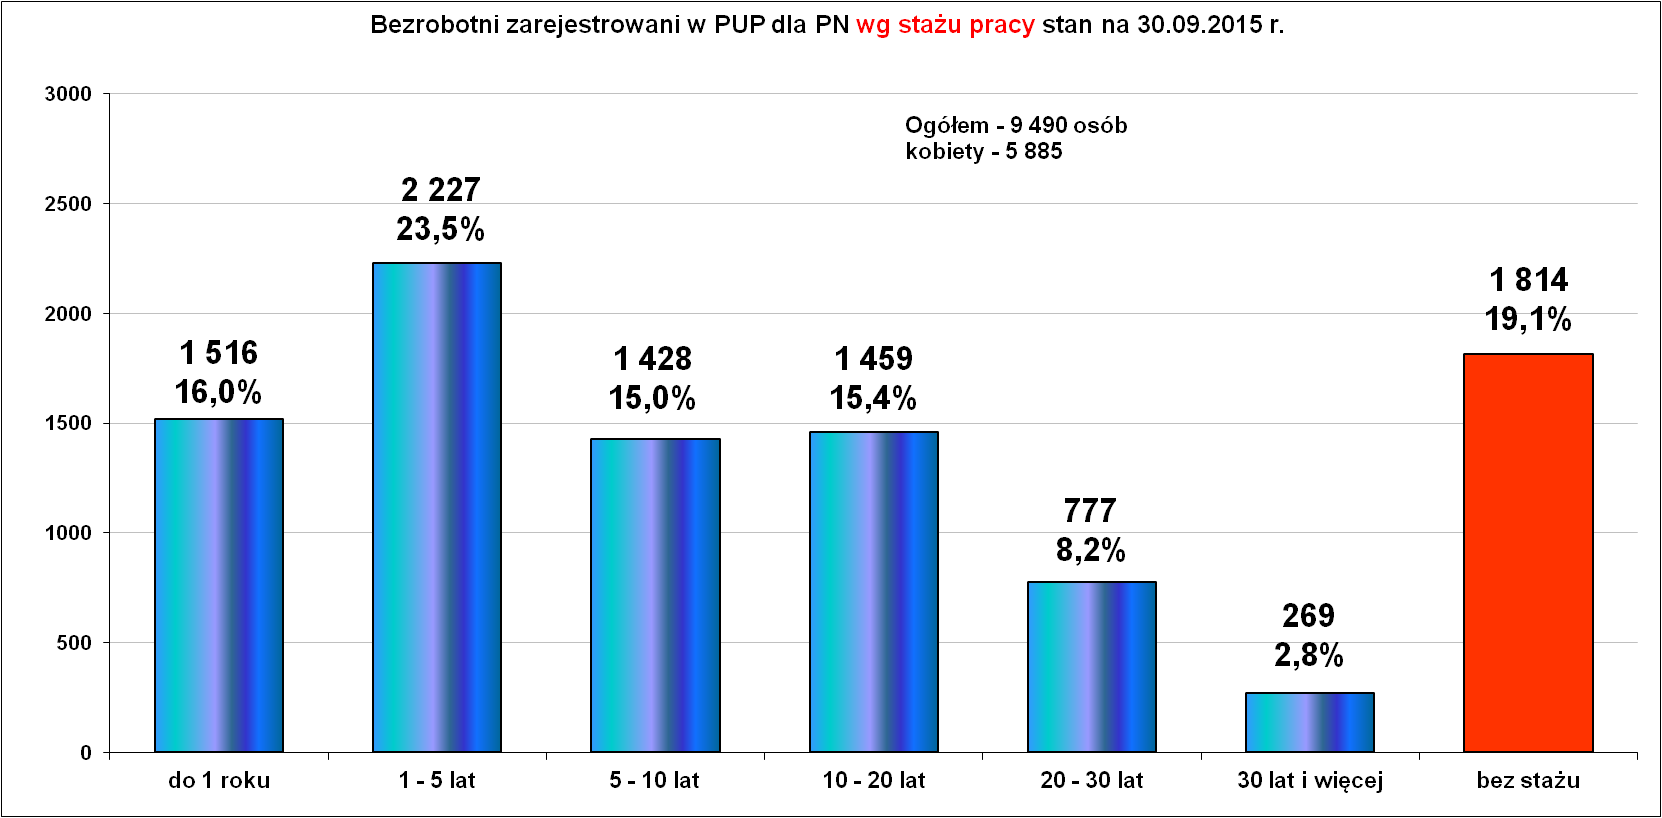 Bezrobotni zarejestrowani w PUP dla PN wg stażu pracy stan na 30.09.2015 r.
Ogółem - 9 490 osób
kobiety - 5 885
3000
2500
2000
1500
1000
500
0
1 516
16,0%
2 227
23,5%
1 428
15,0%
1 459
15,4%
777
8,2%
269
2,8%
1 814
19,1%
do 1 roku
1 - 5 lat
5 - 10 lat
10 - 20 lat
20 - 30 lat
30 lat i więcej
bez stażu